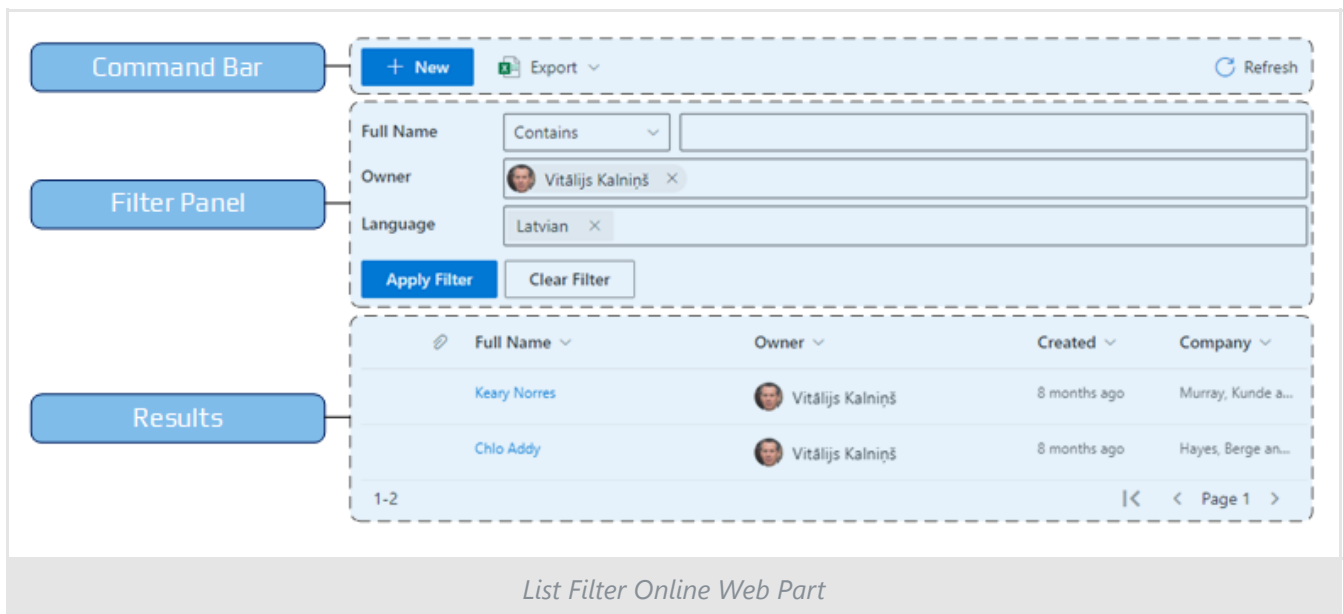 Command Bar
+ New Export Refresh
Full Name Contains
Owner Vitālijs Kalniņš ×
Filter Panel
Language Latvian ×
Apply Filter Clear Filter
Full Name Owner Created Company
Keary Norres Vitālijs Kalniņš 8 months ago Murray, Kunde a...
Results
Chlo Addy Vitālijs Kalniņš 8 months ago Hayes, Berge an...
1-2 Page 1
List Filter Online Web Part